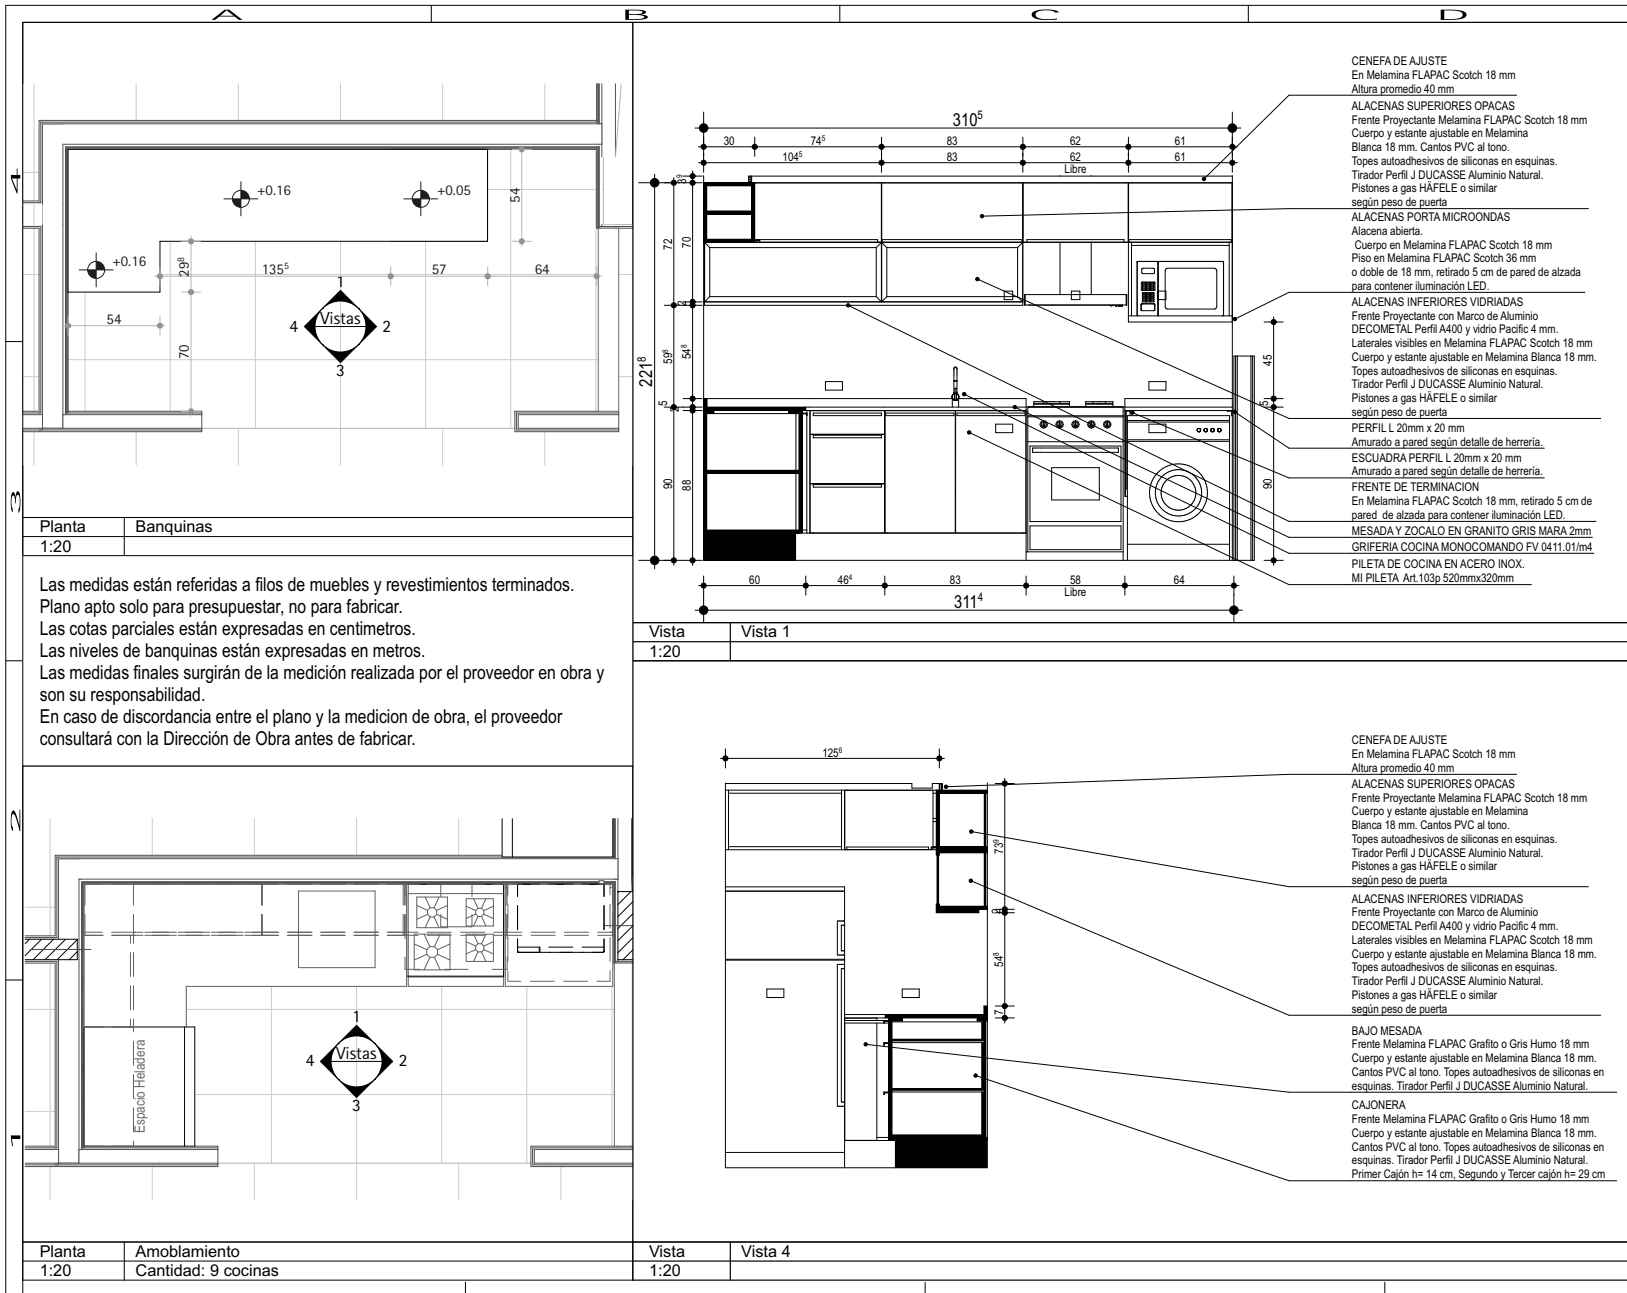 A
B
C
D
4
3
2
1
+0.16
+0.05
54
+0.16
29⁸
135⁵
57
64
54
70
1
4
Vistas
2
3
Planta
Banquinas
1:20
Las medidas están referidas a filos de muebles y revestimientos terminados.
Plano apto solo para presupuestar, no para fabricar.
Las cotas parciales están expresadas en centimetros.
Las niveles de banquinas están expresadas en metros.
Las medidas finales surgirán de la medición realizada por el proveedor en obra y
son su responsabilidad.
En caso de discordancia entre el plano y la medicion de obra, el proveedor
consultará con la Dirección de Obra antes de fabricar.
1
4
Vistas
2
3
Espacio Heladera
Planta
Amoblamiento
1:20
Cantidad: 9 cocinas
310⁵
30
74⁵
83
62
61
104⁵
83
62
61
Libre
72
70
2
221⁸
59⁸
54⁸
5
90
88
45
5
90
60
46⁴
83
58
64
Libre
311⁴
CENEFA DE AJUSTE
En Melamina FLAPAC Scotch 18 mm
Altura promedio 40 mm
ALACENAS SUPERIORES OPACAS
Frente Proyectante Melamina FLAPAC Scotch 18 mm
Cuerpo y estante ajustable en Melamina
Blanca 18 mm. Cantos PVC al tono.
Topes autoadhesivos de siliconas en esquinas.
Tirador Perfil J DUCASSE Aluminio Natural.
Pistones a gas HÄFELE o similar
según peso de puerta
ALACENAS PORTA MICROONDAS
Alacena abierta.
Cuerpo en Melamina FLAPAC Scotch 18 mm
Piso en Melamina FLAPAC Scotch 36 mm
o doble de 18 mm, retirado 5 cm de pared de alzada
para contener iluminación LED.
ALACENAS INFERIORES VIDRIADAS
Frente Proyectante con Marco de Aluminio
DECOMETAL Perfil A400 y vidrio Pacific 4 mm.
Laterales visibles en Melamina FLAPAC Scotch 18 mm
Cuerpo y estante ajustable en Melamina Blanca 18 mm.
Topes autoadhesivos de siliconas en esquinas.
Tirador Perfil J DUCASSE Aluminio Natural.
Pistones a gas HÄFELE o similar
según peso de puerta
PERFIL L 20mm x 20 mm
Amurado a pared según detalle de herrería.
ESCUADRA PERFIL L 20mm x 20 mm
Amurado a pared según detalle de herrería.
FRENTE DE TERMINACION
En Melamina FLAPAC Scotch 18 mm, retirado 5 cm de
pared de alzada para contener iluminación LED.
MESADA Y ZOCALO EN GRANITO GRIS MARA 2mm
GRIFERIA COCINA MONOCOMANDO FV 0411.01/m4
PILETA DE COCINA EN ACERO INOX.
MI PILETA Art.103p 520mmx320mm
Vista
Vista 1
1:20
125⁶
73⁹
54⁸
7
CENEFA DE AJUSTE
En Melamina FLAPAC Scotch 18 mm
Altura promedio 40 mm
ALACENAS SUPERIORES OPACAS
Frente Proyectante Melamina FLAPAC Scotch 18 mm
Cuerpo y estante ajustable en Melamina
Blanca 18 mm. Cantos PVC al tono.
Topes autoadhesivos de siliconas en esquinas.
Tirador Perfil J DUCASSE Aluminio Natural.
Pistones a gas HÄFELE o similar
según peso de puerta
ALACENAS INFERIORES VIDRIADAS
Frente Proyectante con Marco de Aluminio
DECOMETAL Perfil A400 y vidrio Pacific 4 mm.
Laterales visibles en Melamina FLAPAC Scotch 18 mm
Cuerpo y estante ajustable en Melamina Blanca 18 mm.
Topes autoadhesivos de siliconas en esquinas.
Tirador Perfil J DUCASSE Aluminio Natural.
Pistones a gas HÄFELE o similar
según peso de puerta
BAJO MESADA
Frente Melamina FLAPAC Grafito o Gris Humo 18 mm
Cuerpo y estante ajustable en Melamina Blanca 18 mm.
Cantos PVC al tono. Topes autoadhesivos de siliconas en
esquinas. Tirador Perfil J DUCASSE Aluminio Natural.
CAJONERA
Frente Melamina FLAPAC Grafito o Gris Humo 18 mm
Cuerpo y estante ajustable en Melamina Blanca 18 mm.
Cantos PVC al tono. Topes autoadhesivos de siliconas en
esquinas. Tirador Perfil J DUCASSE Aluminio Natural.
Primer Cajón h= 14 cm, Segundo y Tercer cajón h= 29 cm
Vista
Vista 4
1:20